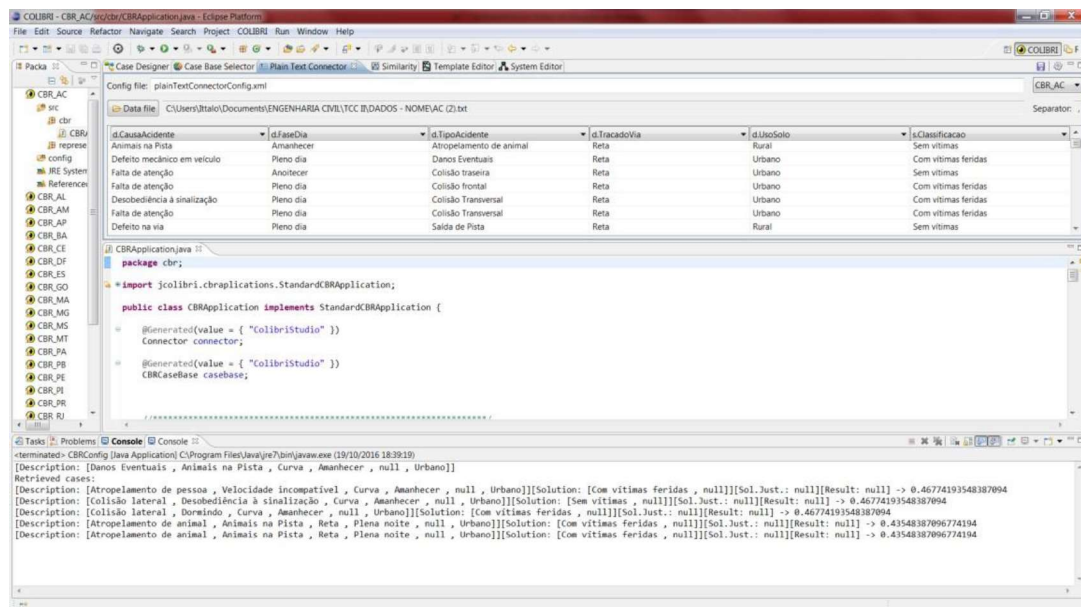 COLIBRI - CBR_AC/src/cbr/CBRApplication.java - Eclipse Platform
File Edit Source Refactor Navigate Search Project COLIBRI Run Window Help
COLIBRI
Packa
Case Designer Case Base Selector Plain Text Connector Similarity Template Editor System Editor
CBR_AC
src
cbr
CBR
represe
config
JRE System
Reference
CBR_AL
CBR_AM
CBR_AP
CBR_BA
CBR_CE
CBR_DF
CBR_ES
CBR_GO
CBR_MA
CBR_MG
CBR_MS
CBR_MT
CBR_PA
CBR_PB
CBR_PE
CBR_PI
CBR_PR
CBR_RJ
Config file: plainTextConnectorConfig.xml CBR_AC
Data file C:\Users\Ittalo\Documents\ENGENHARIA CIVIL\TCC II\DADOS - NOME\AC (2).txt Separator: ,
d.CausaAcidente d.FaseDia d.TipoAcidente d.TracadoVia d.UsoSolo s.Classificacao
Animais na Pista Amanhecer Atropelamento de animal Reta Rural Sem vítimas
Defeito mecânico em veículo Pleno dia Danos Eventuais Reta Urbano Com vítimas feridas
Falta de atenção Anoitecer Colisão traseira Reta Urbano Sem vítimas
Falta de atenção Pleno dia Colisão frontal Reta Urbano Com vítimas feridas
Desobediência à sinalização Pleno dia Colisão Transversal Reta Urbano Com vítimas feridas
Falta de atenção Pleno dia Colisão Transversal Reta Urbano Com vítimas feridas
Defeito na via Pleno dia Saída de Pista Reta Rural Sem vítimas
CBRApplication.java
package cbr;
import jcolibri.cbraplications.StandardCBRApplication;
public class CBRApplication implements StandardCBRApplication {
@Generated(value = { "ColibriStudio" })
Connector connector;
@Generated(value = { "ColibriStudio" })
CBRCaseBase casebase;
Tasks Problems Console Console
<terminated> CBRConfig [Java Application] C:\Program Files\Java\jre7\bin\javaw.exe (19/10/2016 18:39:19)
[Description: [Danos Eventuais , Animais na Pista , Curva , Amanhecer , null , Urbano]]
Retrieved cases:
[Description: [Atropelamento de pessoa , Velocidade incompatível , Curva , Amanhecer , null , Urbano]][Solution: [Com vítimas feridas , null]][Sol.Just.: null][Result: null] -> 0.46774193548387094
[Description: [Colisão lateral , Desobediência à sinalização , Curva , Amanhecer , null , Urbano]][Solution: [Sem vítimas , null]][Sol.Just.: null][Result: null] -> 0.46774193548387094
[Description: [Colisão lateral , Dormindo , Curva , Amanhecer , null , Urbano]][Solution: [Com vítimas feridas , null]][Sol.Just.: null][Result: null] -> 0.46774193548387094
[Description: [Atropelamento de animal , Animais na Pista , Reta , Plena noite , null , Urbano]][Solution: [Com vítimas feridas , null]][Sol.Just.: null][Result: null] -> 0.43548387096774194
[Description: [Atropelamento de animal , Animais na Pista , Reta , Plena noite , null , Urbano]][Solution: [Com vítimas feridas , null]][Sol.Just.: null][Result: null] -> 0.43548387096774194